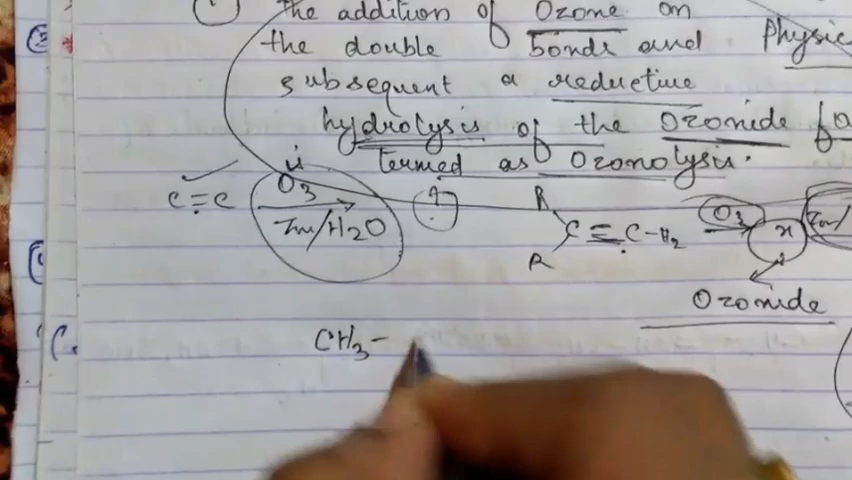 the addition of Ozone on
the double bonds and Physic
subsequent a reductive
hydrolysis of the Ozonide
termed as Ozonolysis.
C=C O3 Zn/H2O ? R R C=C-H2 O3 x Zn/
Ozonide
CH3-